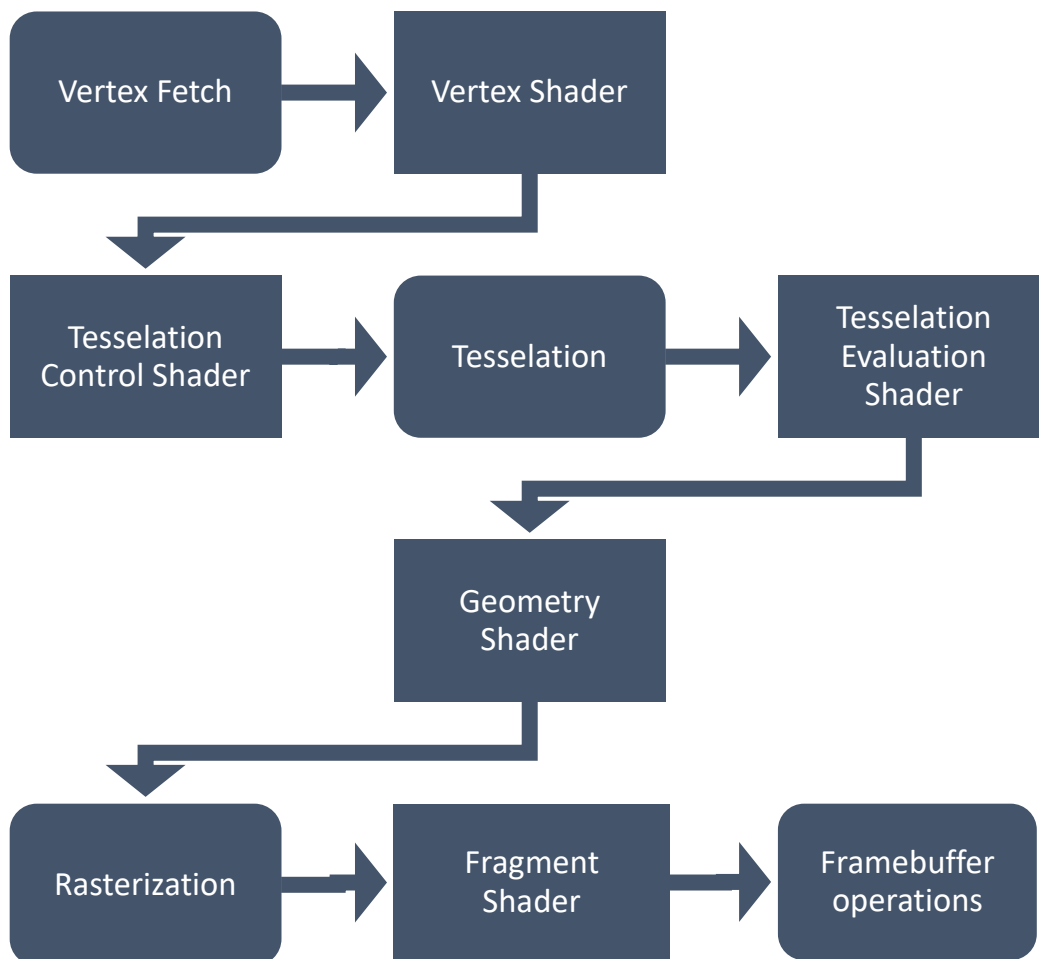 Vertex Fetch
Vertex Shader
Tesselation
Control Shader
Tesselation
Tesselation
Evaluation
Shader
Geometry
Shader
Rasterization
Fragment
Shader
Framebuffer
operations